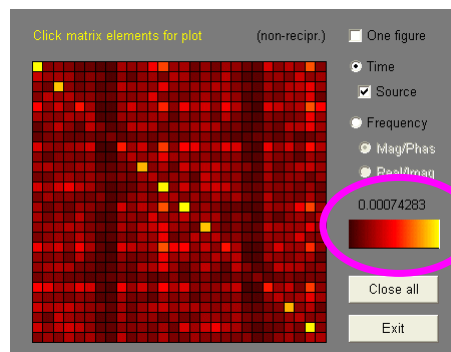 Click matrix elements for plot (non-recipr.) One figure
Time
Source
Frequency
Mag/Phas
Real/Imag
0.00074283
Close all
Exit